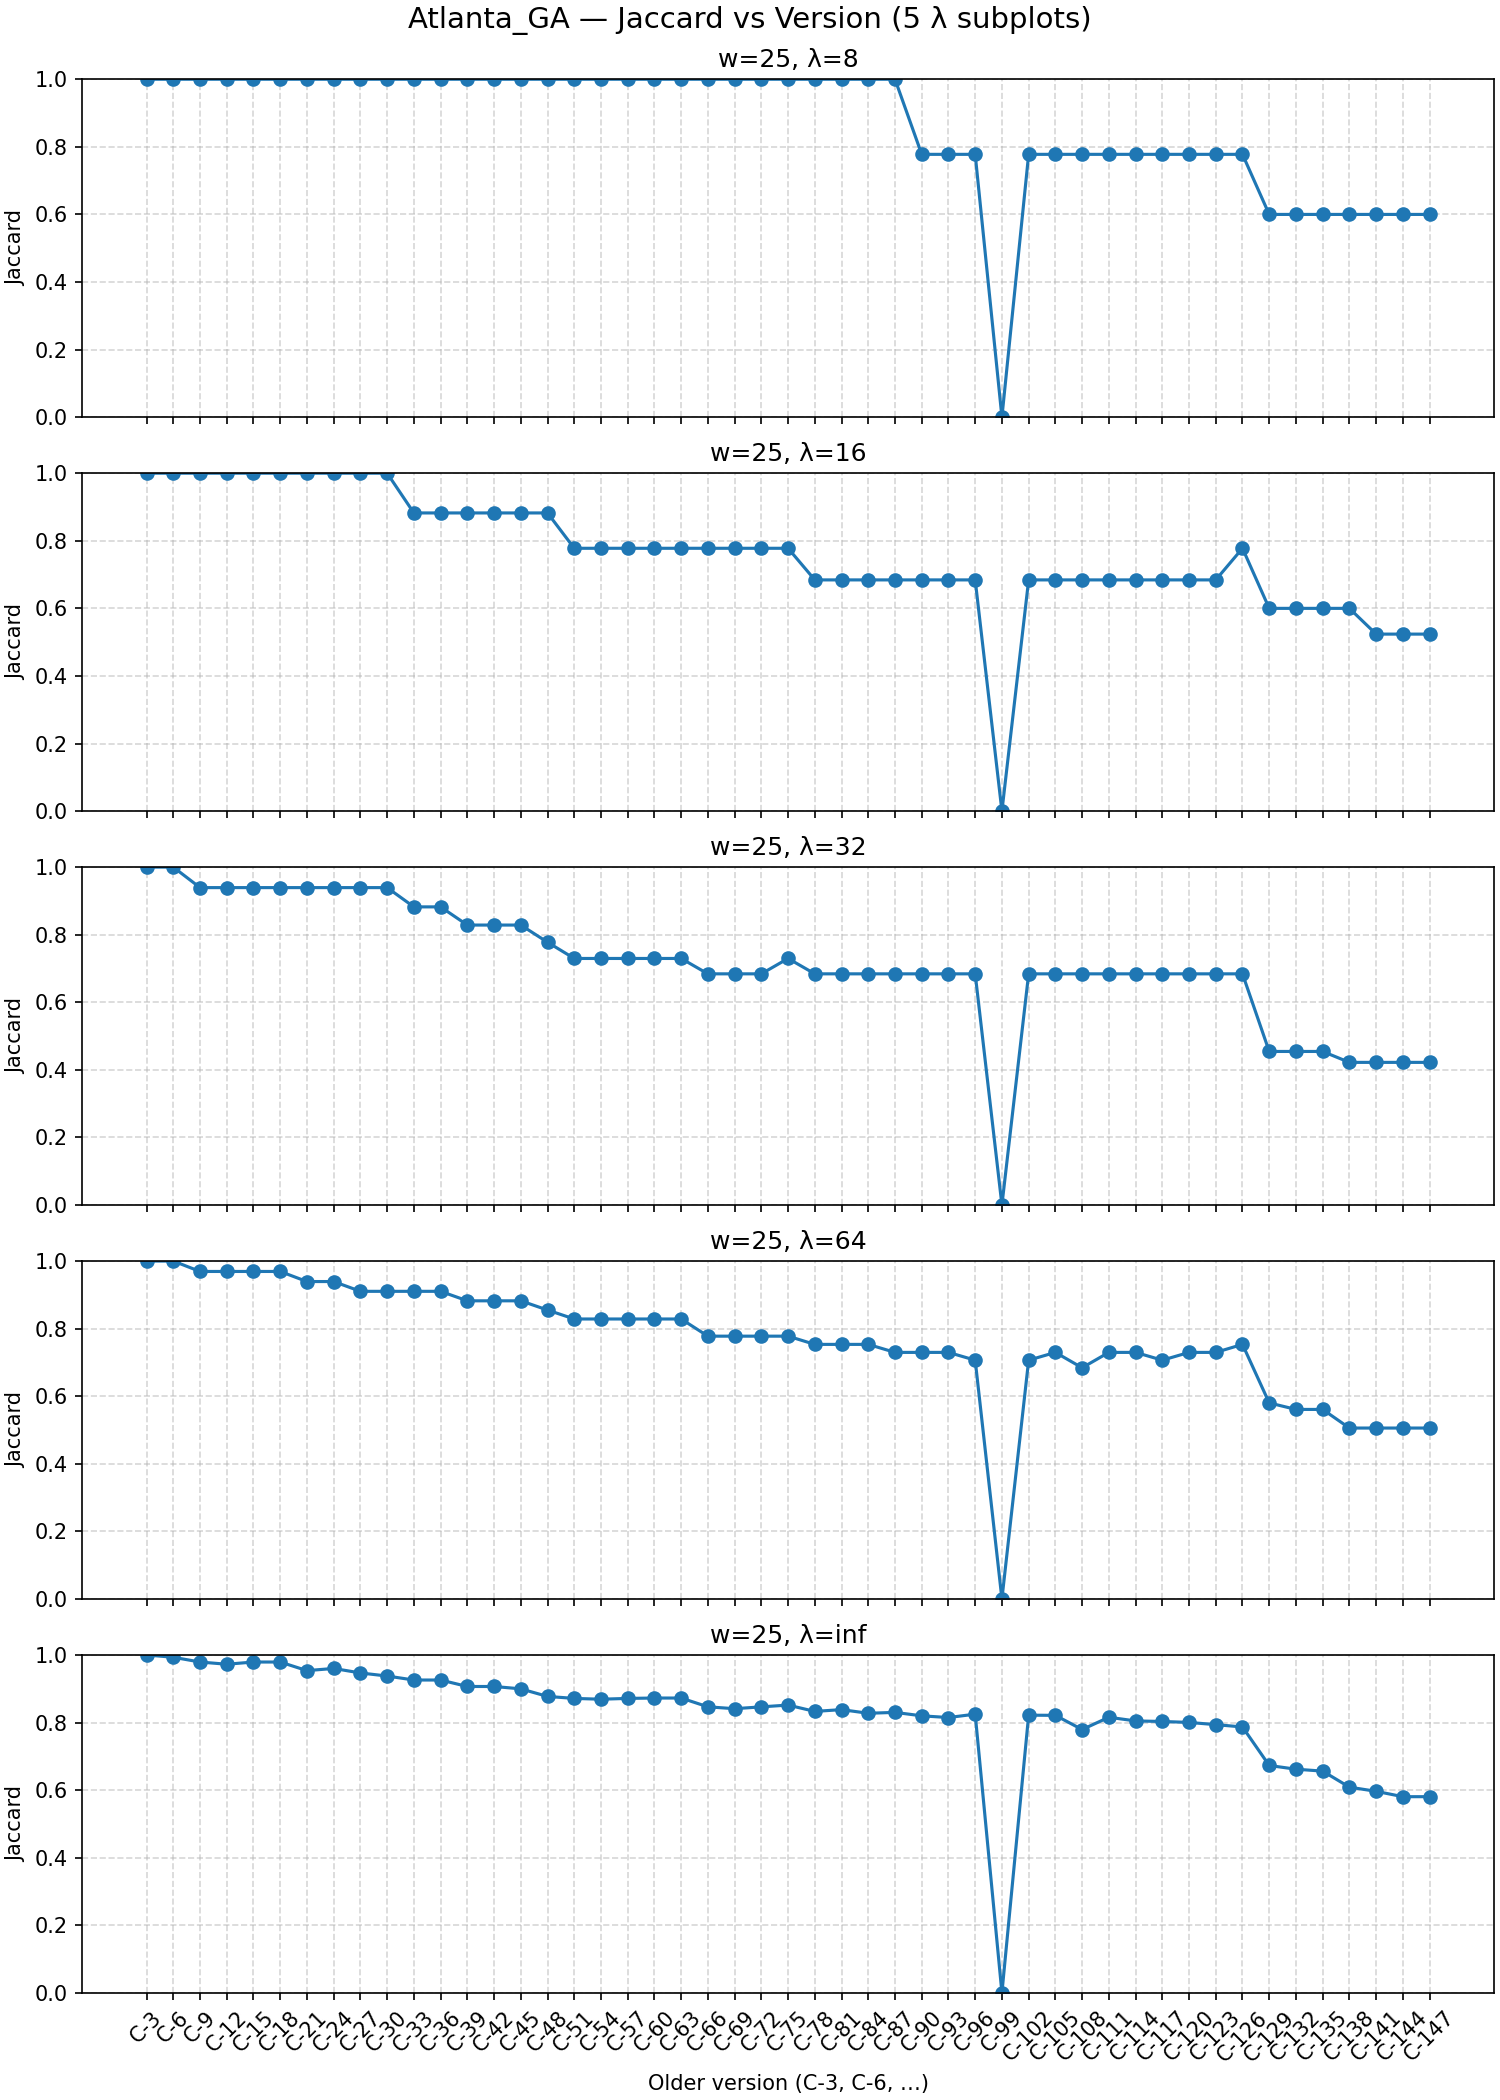 Atlanta_GA — Jaccard vs Version (5 λ subplots)
w=25, λ=8
1.0
0.8
0.6
0.4
0.2
0.0
Jaccard
w=25, λ=16
1.0
0.8
0.6
0.4
0.2
0.0
Jaccard
w=25, λ=32
1.0
0.8
0.6
0.4
0.2
0.0
Jaccard
w=25, λ=64
1.0
0.8
0.6
0.4
0.2
0.0
Jaccard
w=25, λ=inf
1.0
0.8
0.6
0.4
0.2
0.0
Jaccard
C-3
C-6
C-9
C-12
C-15
C-18
C-21
C-24
C-27
C-30
C-33
C-36
C-39
C-42
C-45
C-48
C-51
C-54
C-57
C-60
C-63
C-66
C-69
C-72
C-75
C-78
C-81
C-84
C-87
C-90
C-93
C-96
C-99
C-102
C-105
C-108
C-111
C-114
C-117
C-120
C-123
C-126
C-129
C-132
C-135
C-138
C-141
C-144
C-147
Older version (C-3, C-6, ...)